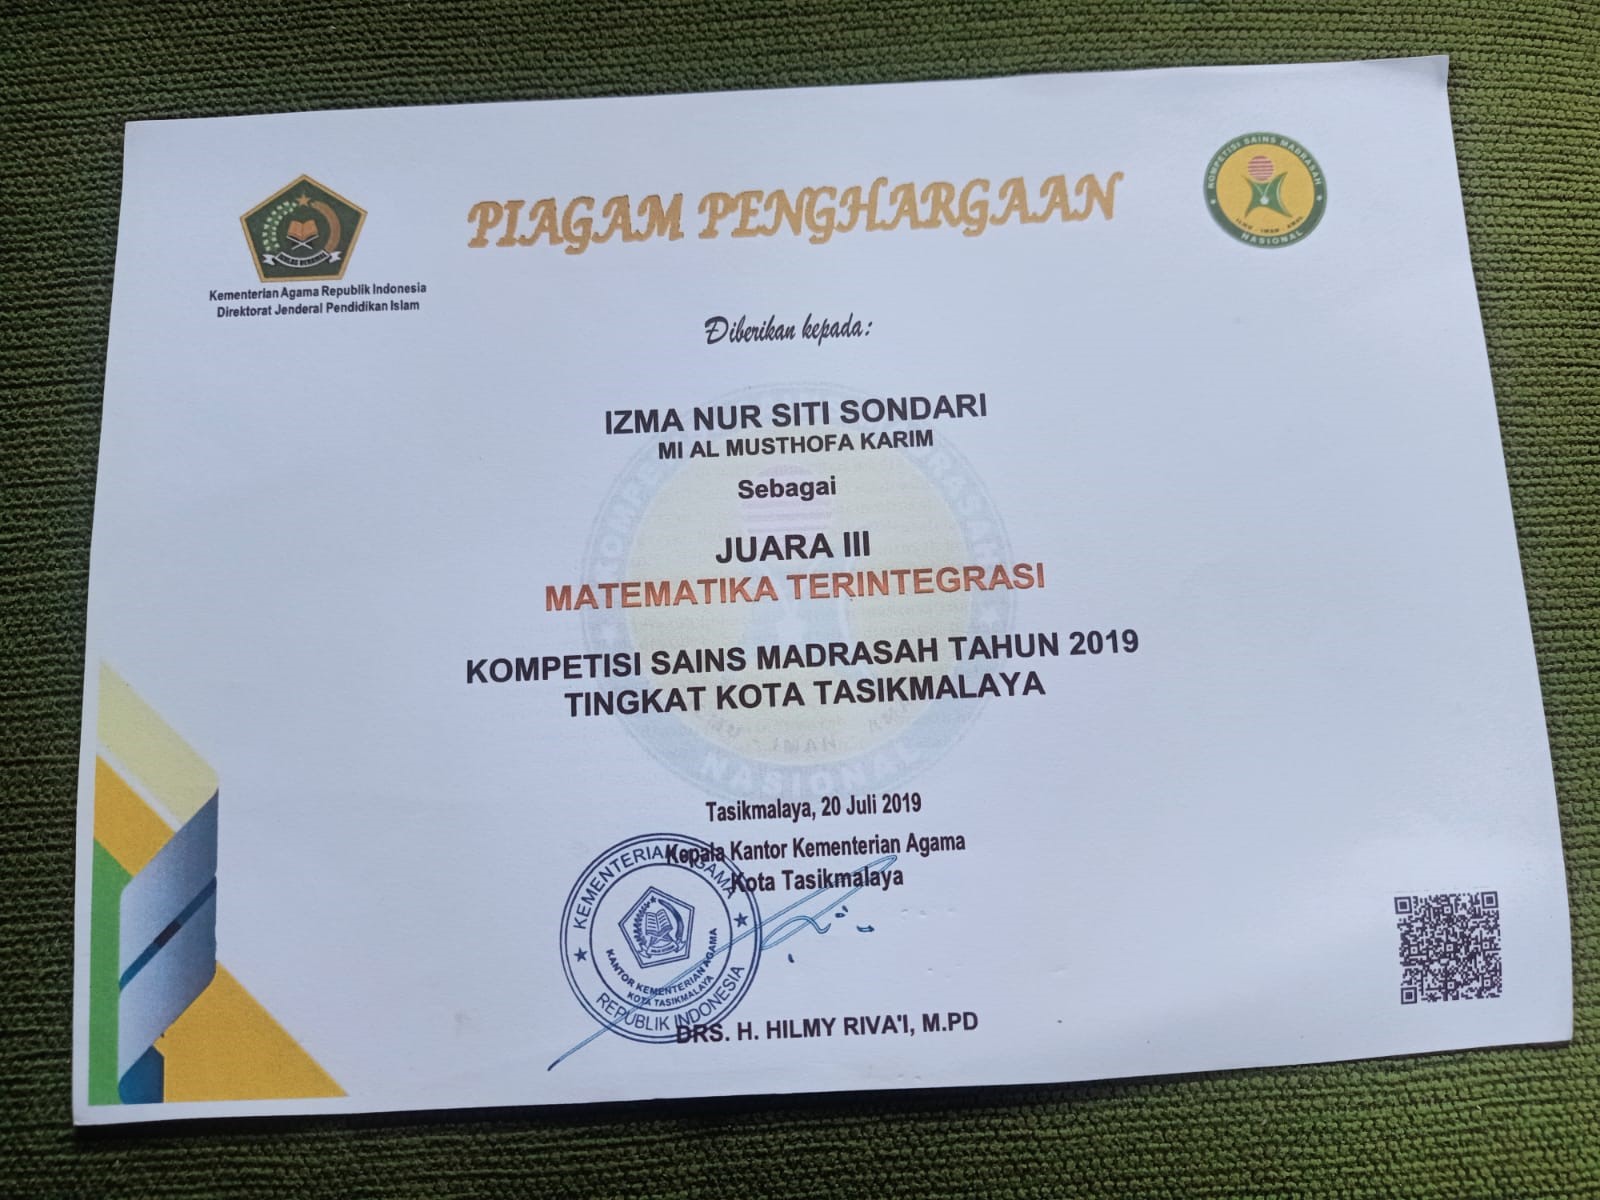 PIAGAM PENGHARGAAN
KOMPETISI SAINS MADRASAH
ILMU - IMAN - AMAL
NASIONAL
IKHLAS BERAMAL
Kementerian Agama Republik Indonesia
Direktorat Jenderal Pendidikan Islam
Diberikan kepada:
IZMA NUR SITI SONDARI
MI AL MUSTHOFA KARIM
Sebagai
JUARA III
MATEMATIKA TERINTEGRASI
KOMPETISI SAINS MADRASAH TAHUN 2019
TINGKAT KOTA TASIKMALAYA
NASIONAL
Tasikmalaya, 20 Juli 2019
Kepala Kantor Kementerian Agama
Kota Tasikmalaya
KEMENTERIAN AGAMA
KANTOR KEMENTERIAN AGAMA
KOTA TASIKMALAYA
REPUBLIK INDONESIA
DRS. H. HILMY RIVA'I, M.PD